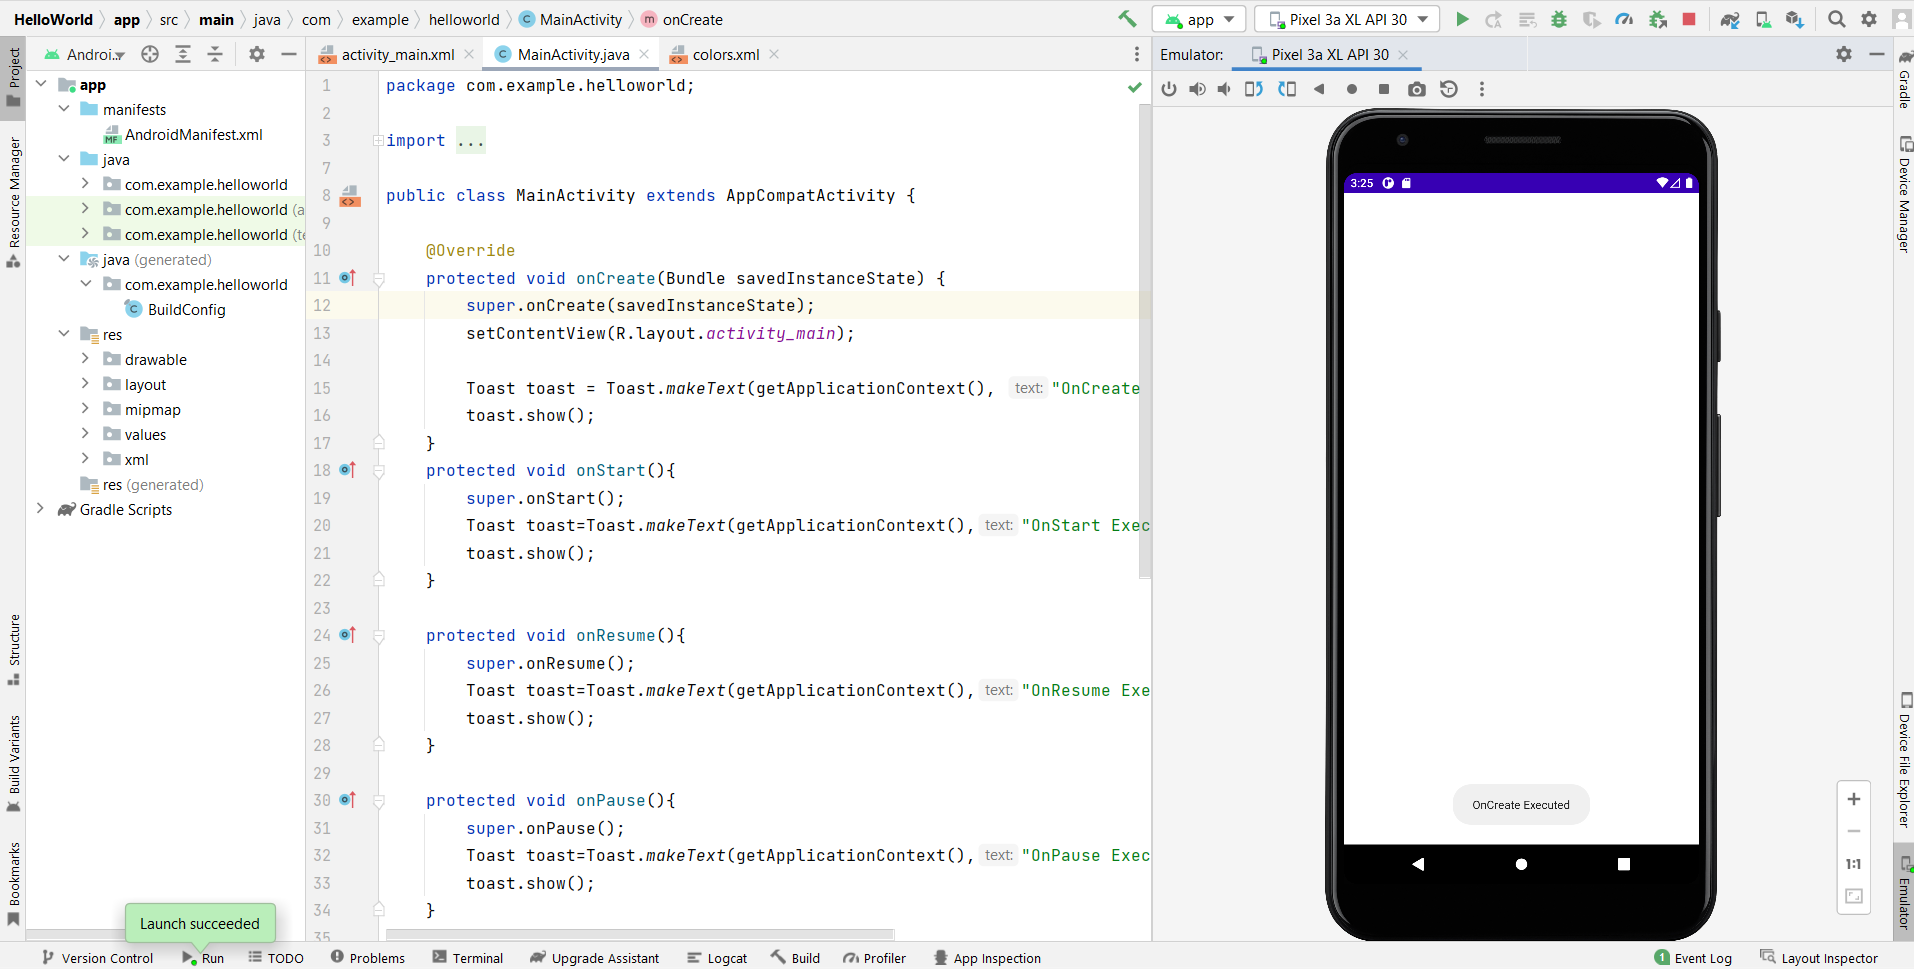 HelloWorld app src main java com example helloworld MainActivity onCreate
app
Pixel 3a XL API 30
Androi...
activity_main.xml
MainActivity.java
colors.xml
Emulator:
Pixel 3a XL API 30
Project
Resource Manager
Structure
Build Variants
Bookmarks
app
manifests
AndroidManifest.xml
java
com.example.helloworld
com.example.helloworld (a
com.example.helloworld (te
java (generated)
com.example.helloworld
BuildConfig
res
drawable
layout
mipmap
values
xml
res (generated)
Gradle Scripts
1 package com.example.helloworld;
2
3 import ...
7
8 public class MainActivity extends AppCompatActivity {
9
10 @Override
11 protected void onCreate(Bundle savedInstanceState) {
12 super.onCreate(savedInstanceState);
13 setContentView(R.layout.activity_main);
14
15 Toast toast = Toast.makeText(getApplicationContext(), text: "OnCreate
16 toast.show();
17 }
18 protected void onStart(){
19 super.onStart();
20 Toast toast=Toast.makeText(getApplicationContext(), text: "OnStart Exec
21 toast.show();
22 }
23
24 protected void onResume(){
25 super.onResume();
26 Toast toast=Toast.makeText(getApplicationContext(), text: "OnResume Exe
27 toast.show();
28 }
29
30 protected void onPause(){
31 super.onPause();
32 Toast toast=Toast.makeText(getApplicationContext(), text: "OnPause Exec
33 toast.show();
34 }
35
3:25
OnCreate Executed
1:1
Gradle
Device Manager
Device File Explorer
Emulator
Launch succeeded
Version Control
Run
TODO
Problems
Terminal
Upgrade Assistant
Logcat
Build
Profiler
App Inspection
1 Event Log
Layout Inspector